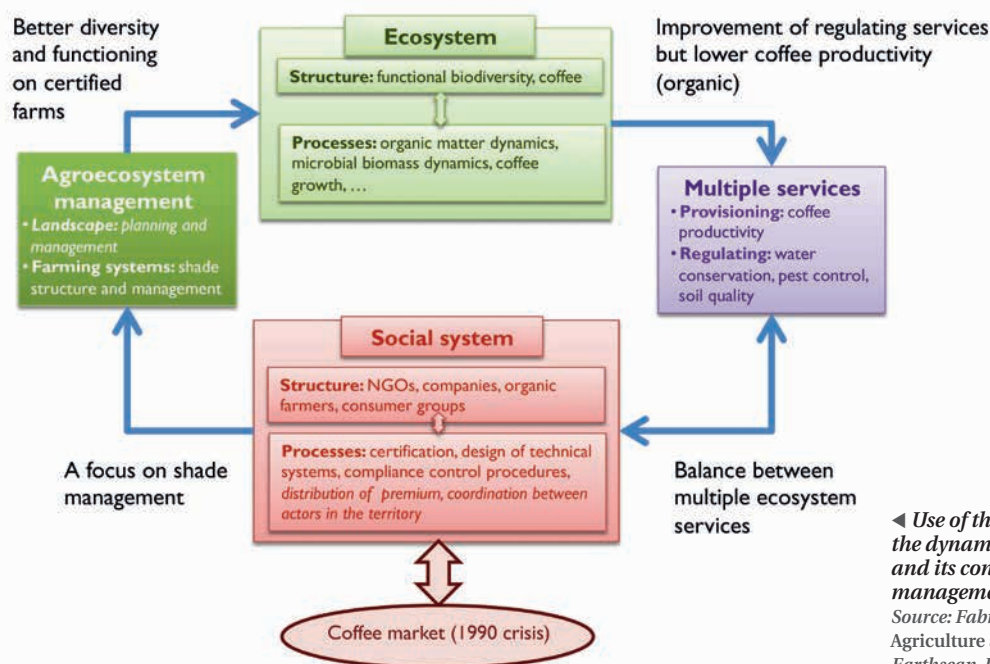 Better diversity
and functioning
on certified
farms
Ecosystem
Structure: functional biodiversity, coffee
Processes: organic matter dynamics,
microbial biomass dynamics, coffee
growth, …
Improvement of regulating services
but lower coffee productivity
(organic)
Agroecosystem
management
• Landscape: planning and
management
• Farming systems: shade
structure and management
Multiple services
• Provisioning: coffee
productivity
• Regulating: water
conservation, pest control,
soil quality
Social system
Structure: NGOs, companies, organic
farmers, consumer groups
Processes: certification, design of technical
systems, compliance control procedures,
distribution of premium, coordination between
actors in the territory
A focus on shade
management
Balance between
multiple ecosystem
services
Coffee market (1990 crisis)
◄ Use of th
the dynam
and its con
manageme
Source: Fabr
Agriculture